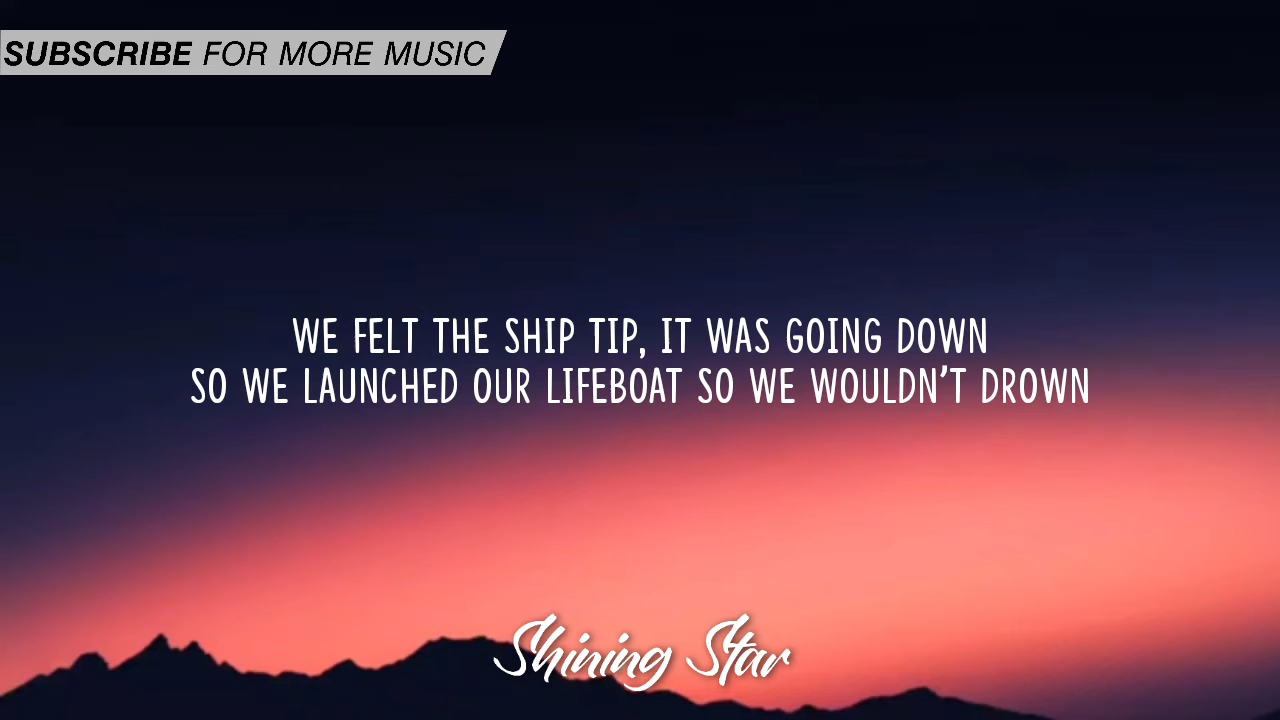 SUBSCRIBE FOR MORE MUSIC
WE FELT THE SHIP TIP, IT WAS GOING DOWN
SO WE LAUNCHED OUR LIFEBOAT SO WE WOULDN'T DROWN
Shining Star